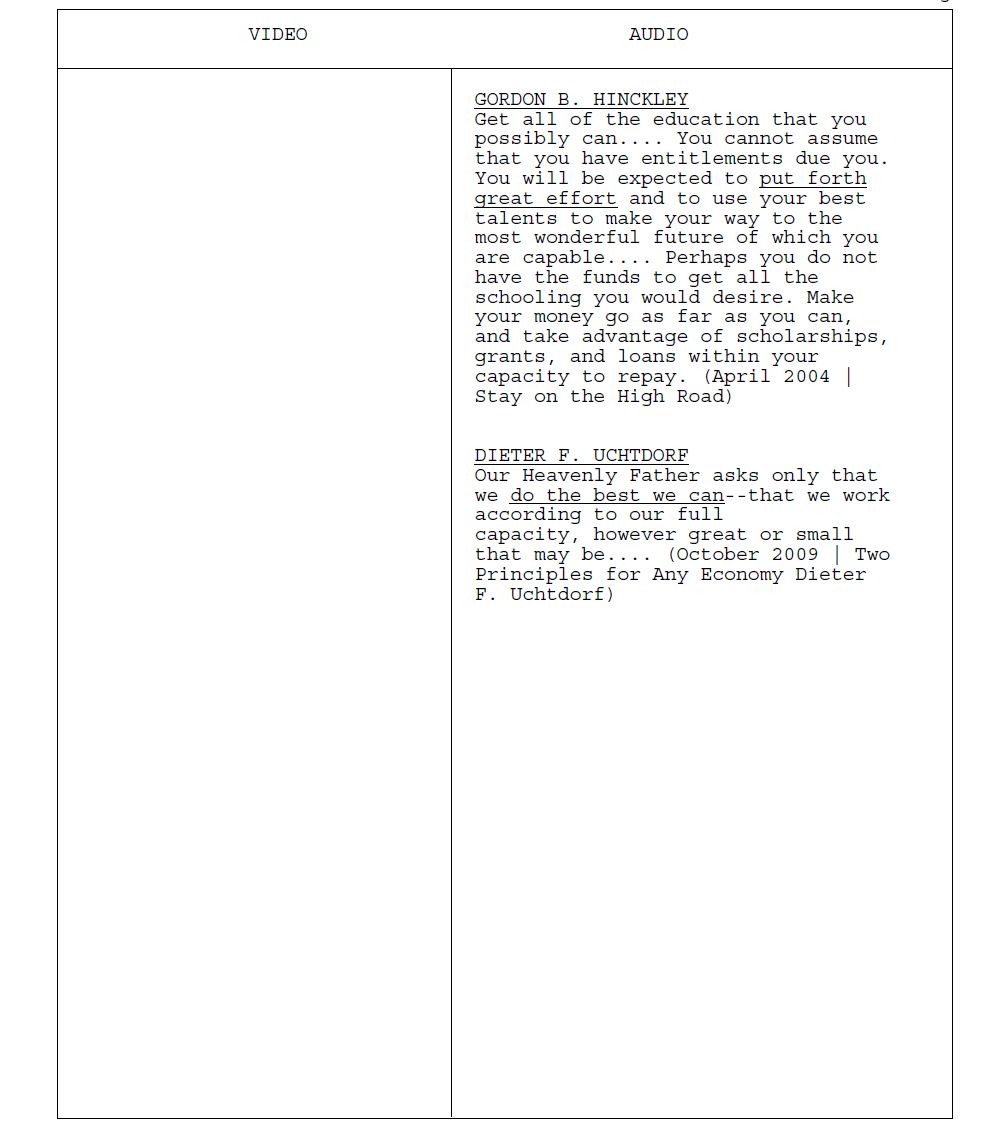 VIDEO AUDIO
GORDON B. HINCKLEY
Get all of the education that you
possibly can.... You cannot assume
that you have entitlements due you.
You will be expected to put forth
great effort and to use your best
talents to make your way to the
most wonderful future of which you
are capable.... Perhaps you do not
have the funds to get all the
schooling you would desire. Make
your money go as far as you can,
and take advantage of scholarships,
grants, and loans within your
capacity to repay. (April 2004 |
Stay on the High Road)
DIETER F. UCHTDORF
Our Heavenly Father asks only that
we do the best we can--that we work
according to our full
capacity, however great or small
that may be.... (October 2009 | Two
Principles for Any Economy Dieter
F. Uchtdorf)